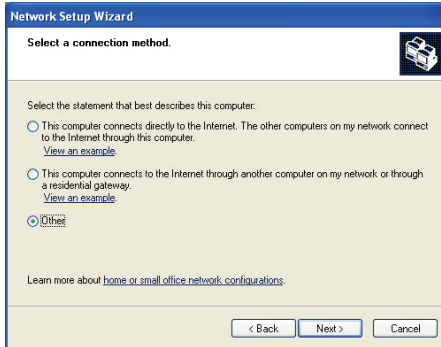 Network Setup Wizard
Select a connection method.
Select the statement that best describes this computer:
This computer connects directly to the Internet. The other computers on my network connect
to the Internet through this computer.
View an example.
This computer connects to the Internet through another computer on my network or through
a residential gateway.
View an example.
Other
Learn more about home or small office network configurations.
< Back Next > Cancel